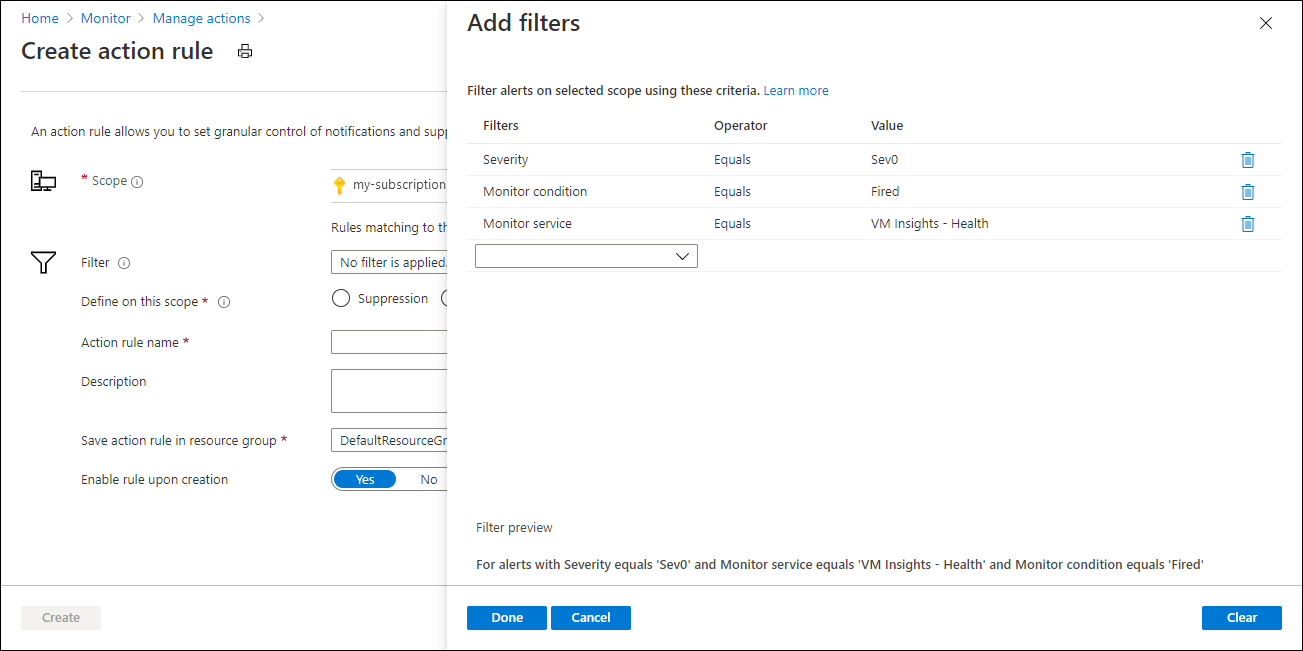 Home > Monitor > Manage actions >
Create action rule
An action rule allows you to set granular control of notifications and
* Scope
my-subscription
Rules matching to
Filter
No filter is applied.
Define on this scope *
Suppression
Action rule name *
Description
Save action rule in resource group *
DefaultResourceGr
Enable rule upon creation
Yes No
Create
Add filters
Filter alerts on selected scope using these criteria. Learn more
Filters Operator Value
Severity Equals Sev0
Monitor condition Equals Fired
Monitor service Equals VM Insights - Health
Filter preview
For alerts with Severity equals 'Sev0' and Monitor service equals 'VM Insights - Health' and Monitor condition equals 'Fired'
Done Cancel Clear